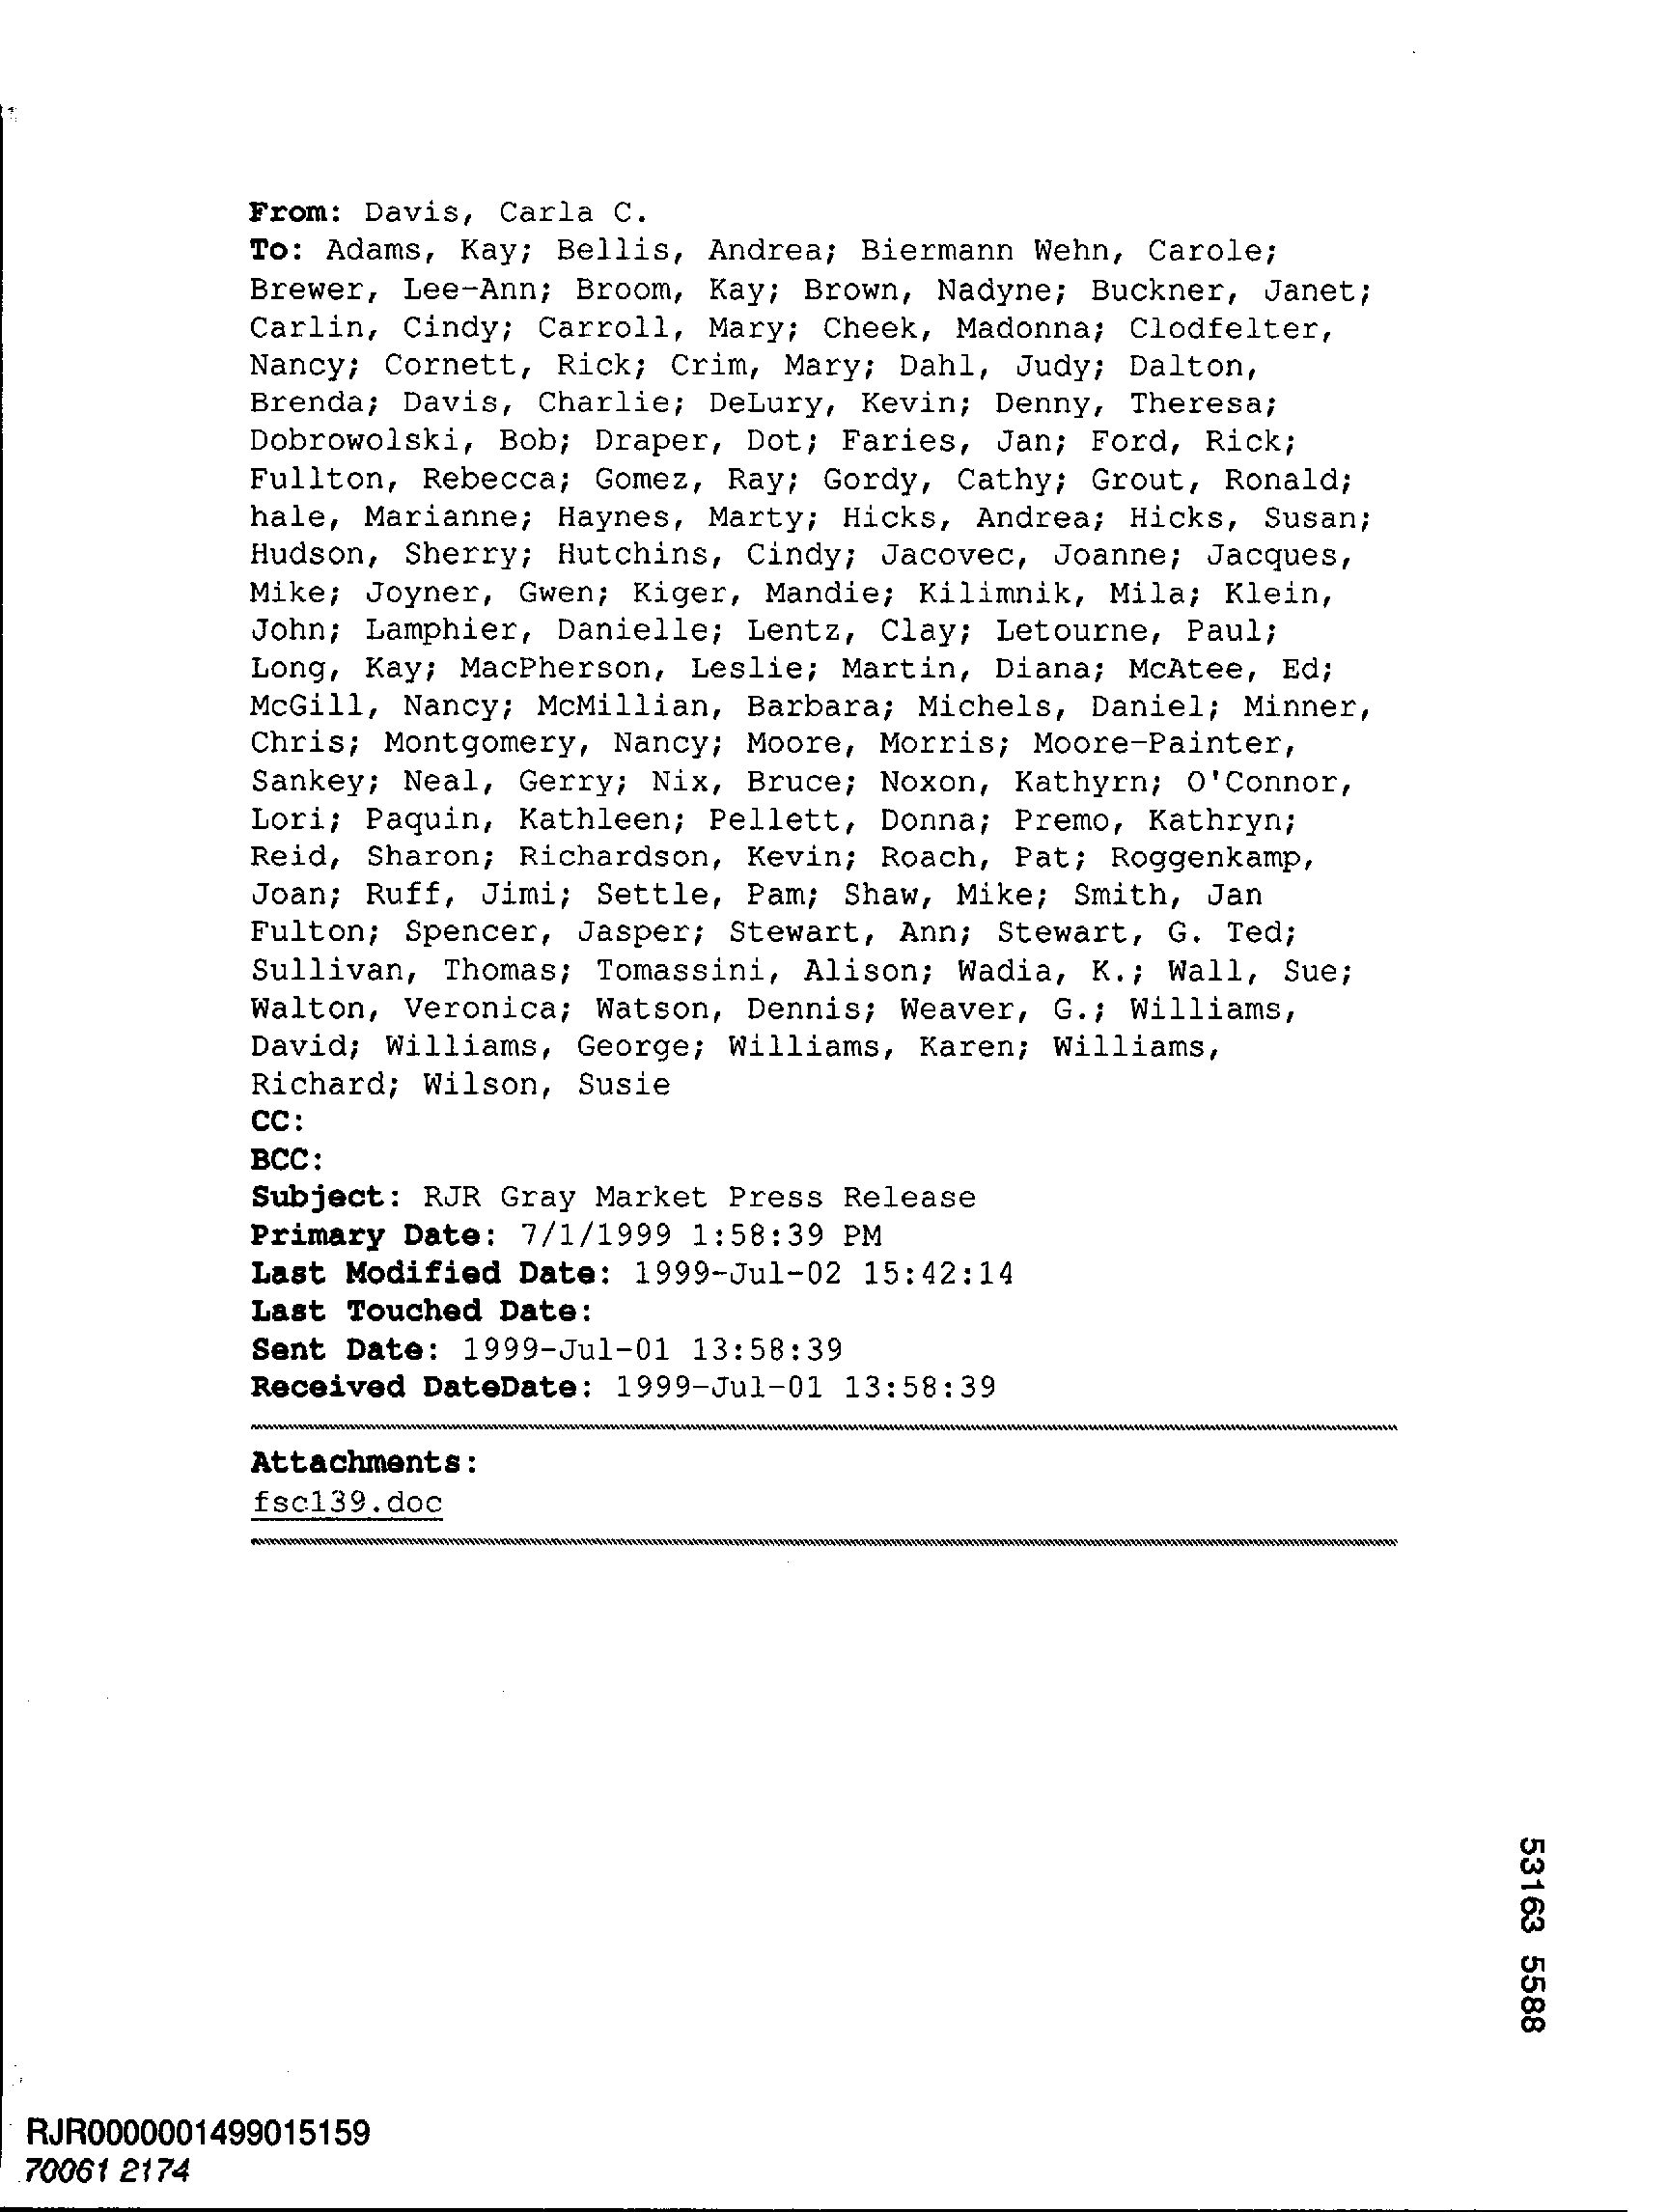 From: Davis, Carla C.
To: Adams, Kay; Bellis, Andrea; Biermann Wehn, Carole;
Brewer, Lee-Ann; Broom, Kay; Brown, Nadyne; Buckner, Janet;
Carlin, Cindy; Carroll, Mary; Cheek, Madonna; Clodfelter,
Nancy; Cornett, Rick; Crim, Mary; Dahl, Judy; Dalton,
Brenda; Davis, Charlie; DeLury, Kevin; Denny, Theresa;
Dobrowolski, Bob; Draper, Dot; Faries, Jan; Ford, Rick;
Fullton, Rebecca; Gomez, Ray; Gordy, Cathy; Grout, Ronald;
hale, Marianne; Haynes, Marty; Hicks, Andrea; Hicks, Susan;
Hudson, Sherry; Hutchins, Cindy; Jacovec, Joanne; Jacques,
Mike; Joyner, Gwen; Kiger, Mandie; Kilimnik, Mila; Klein,
John; Lamphier, Danielle; Lentz, Clay; Letourne, Paul;
Long, Kay; MacPherson, Leslie; Martin, Diana; McAtee, Ed;
McGill, Nancy; McMillian, Barbara; Michels, Daniel; Minner,
Chris; Montgomery, Nancy; Moore, Morris; Moore-Painter,
Sankey; Neal, Gerry; Nix, Bruce; Noxon, Kathyrn; O'Connor,
Lori; Paquin, Kathleen; Pellett, Donna; Premo, Kathryn;
Reid, Sharon; Richardson, Kevin; Roach, Pat; Roggenkamp,
Joan; Ruff, Jimi; Settle, Pam; Shaw, Mike; Smith, Jan
Fulton; Spencer, Jasper; Stewart, Ann; Stewart, G. Ted;
Sullivan, Thomas; Tomassini, Alison; Wadia, K.; Wall, Sue;
Walton, Veronica; Watson, Dennis; Weaver, G.; Williams,
David; Williams, George; Williams, Karen; Williams,
Richard; Wilson, Susie
CC:
BCC:
Subject: RJR Gray Market Press Release
Primary Date: 7/1/1999 1:58:39 PM
Last Modified Date: 1999-Jul-02 15:42:14
Last Touched Date:
Sent Date: 1999-Jul-01 13:58:39
Received DateDate: 1999-Jul-01 13:58:39
Attachments:
fsc139.doc
53163 5588
RJR0000001499015159
70061 2174